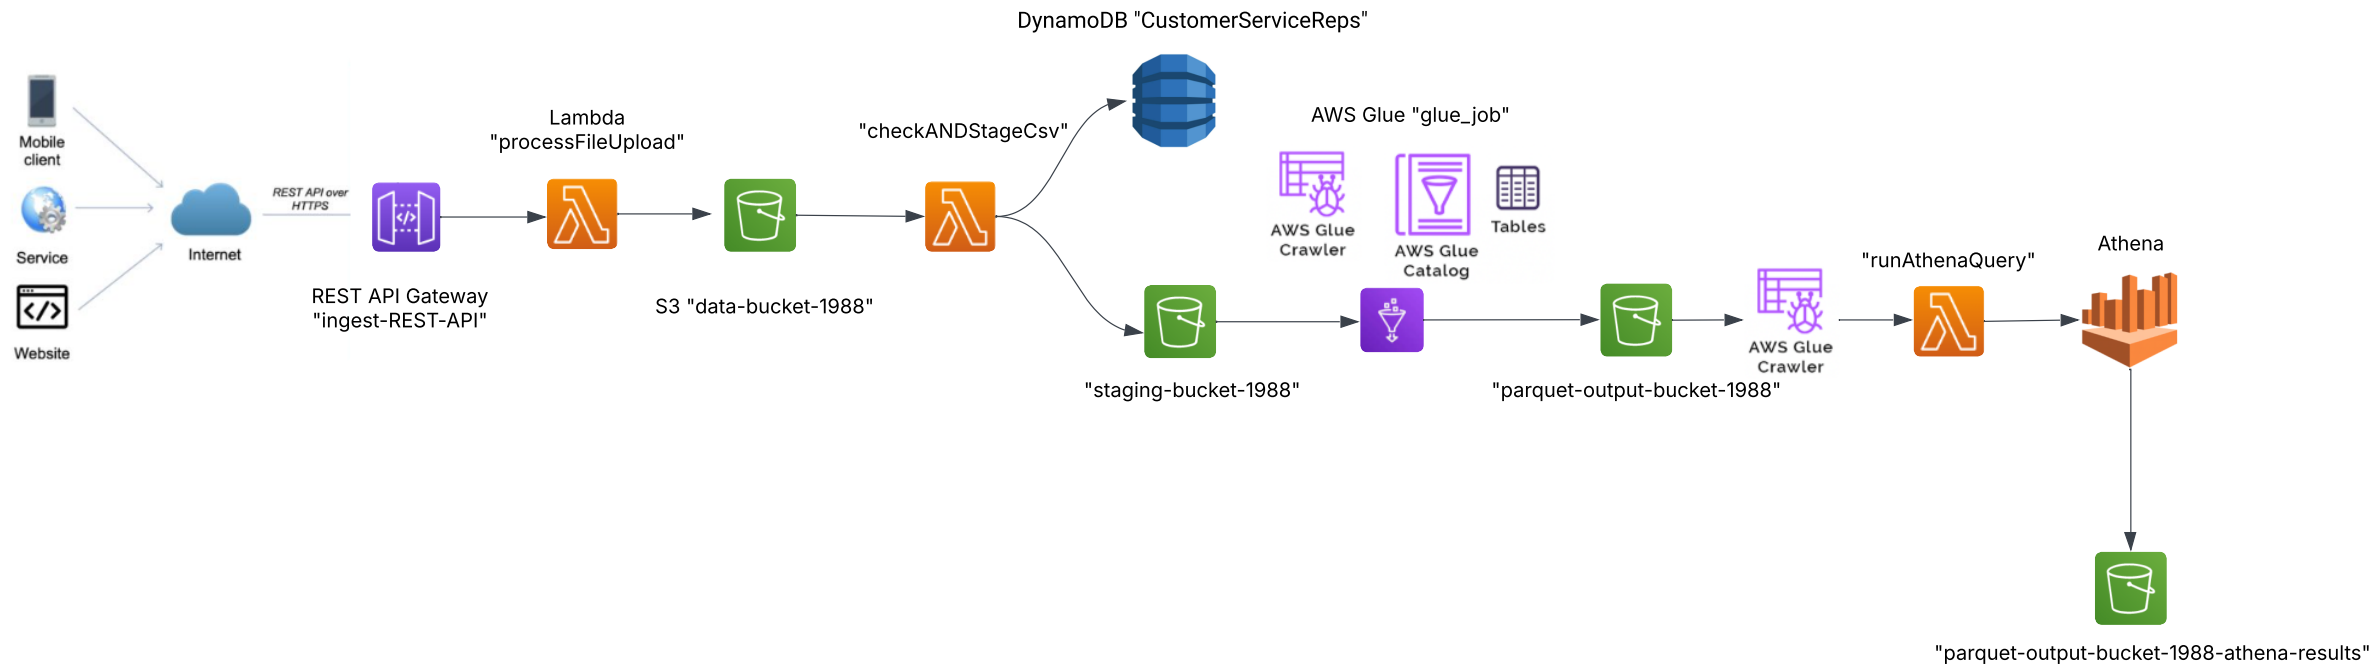 DynamoDB "CustomerServiceReps"
Mobile
client
Service
Website
Internet
REST API over
HTTPS
REST API Gateway
"ingest-REST-API"
Lambda
"processFileUpload"
S3 "data-bucket-1988"
"checkANDStageCsv"
AWS Glue "glue_job"
AWS Glue
Crawler
AWS Glue
Catalog
Tables
"staging-bucket-1988"
"parquet-output-bucket-1988"
AWS Glue
Crawler
"runAthenaQuery"
Athena
"parquet-output-bucket-1988-athena-results"